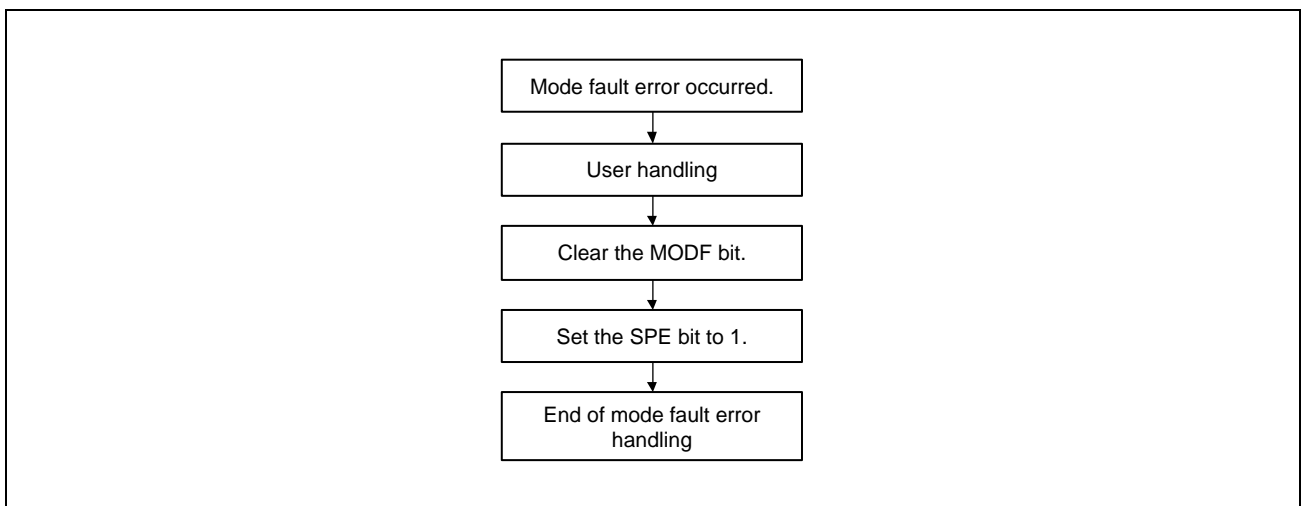 Mode fault error occurred.
User handling
Clear the MODF bit.
Set the SPE bit to 1.
End of mode fault error
handling